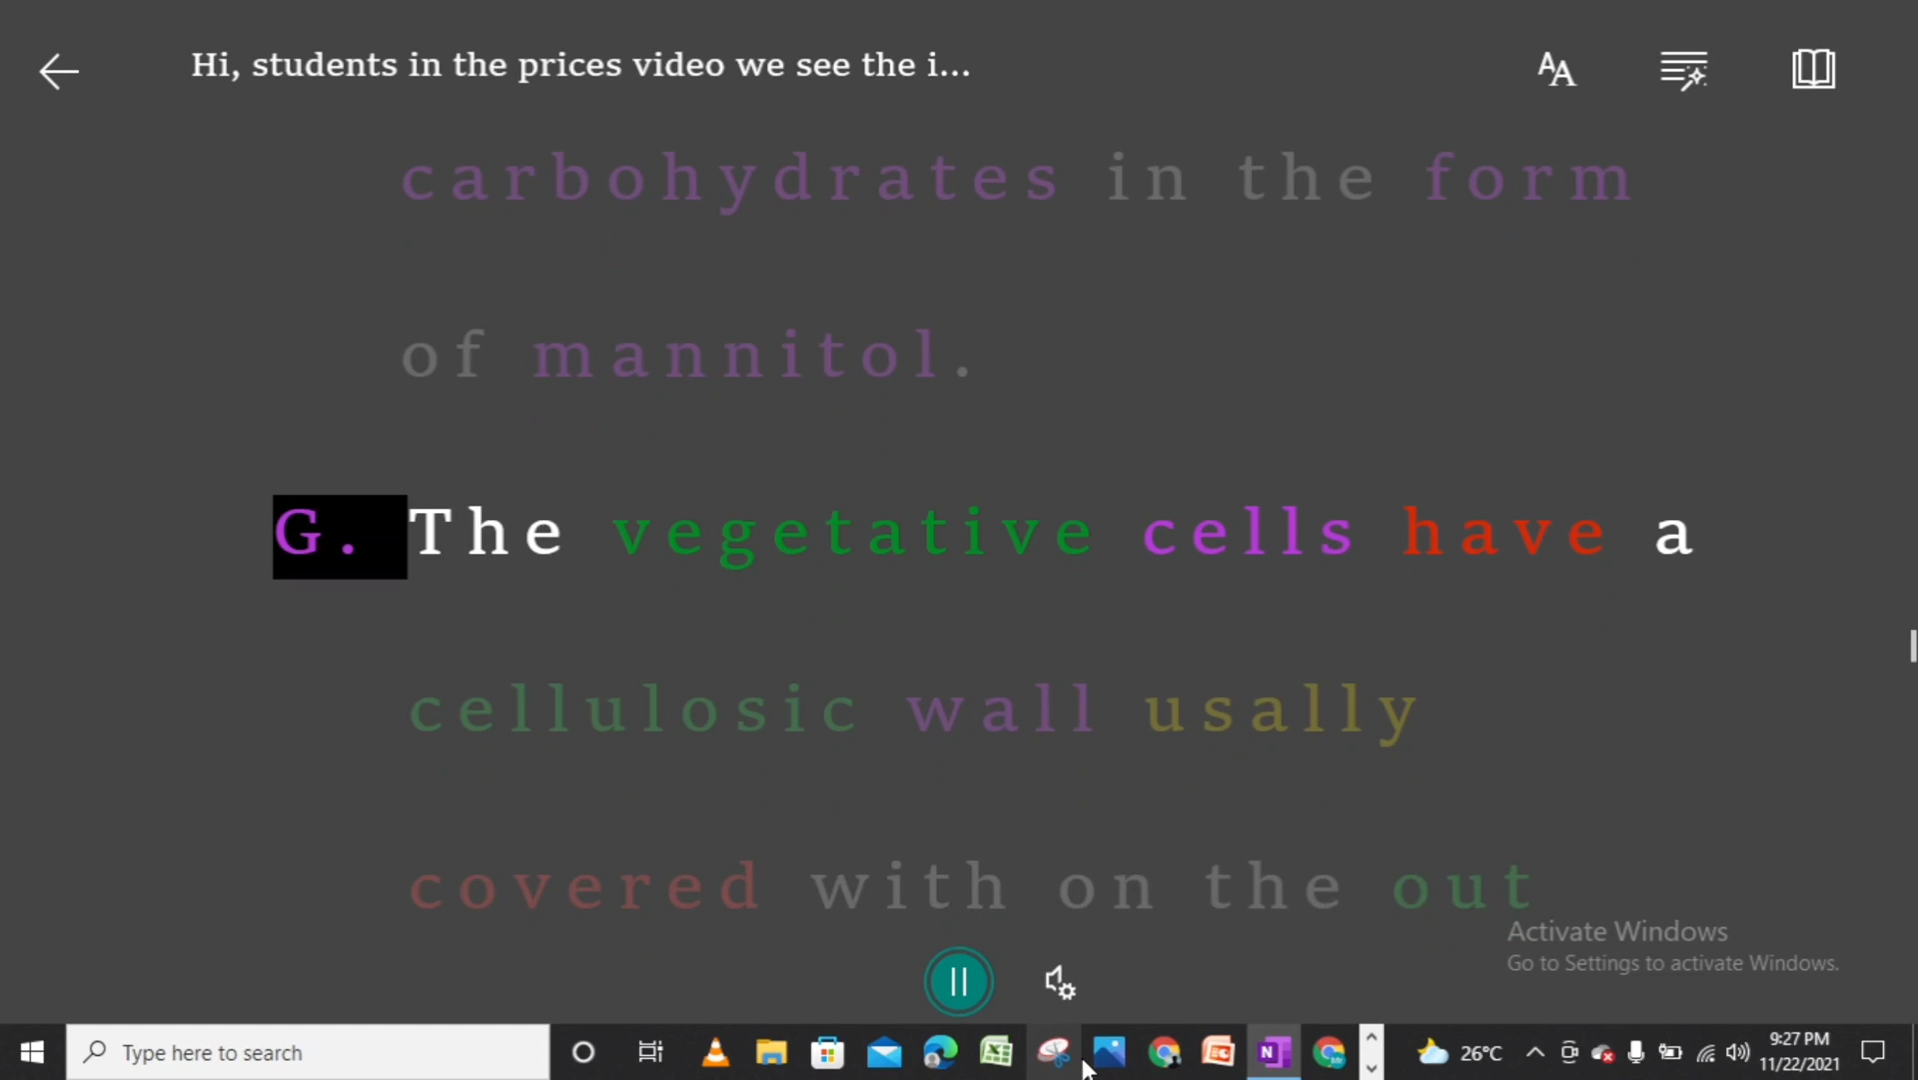 Hi, students in the prices video we see the i...
carbohydrates in the form
of mannitol.
G. The vegetative cells have a
cellulosic wall usally
covered with on the out
Activate Windows
Go to Settings to activate Windows.
Type here to search
26°C
9:27 PM
11/22/2021